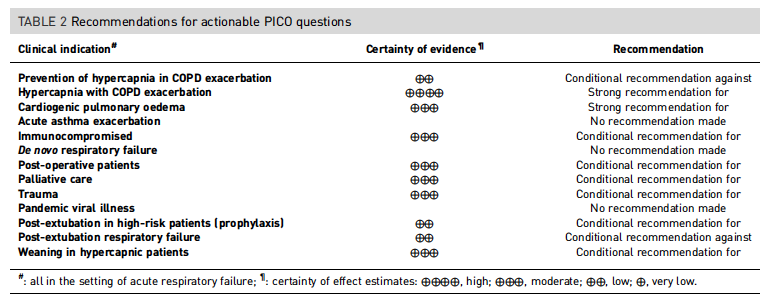 TABLE 2 Recommendations for actionable PICO questions
Clinical indication# Certainty of evidence¶ Recommendation
Prevention of hypercapnia in COPD exacerbation ⊕⊕ Conditional recommendation against
Hypercapnia with COPD exacerbation ⊕⊕⊕⊕ Strong recommendation for
Cardiogenic pulmonary oedema ⊕⊕⊕ Strong recommendation for
Acute asthma exacerbation No recommendation made
Immunocompromised ⊕⊕⊕ Conditional recommendation for
De novo respiratory failure No recommendation made
Post-operative patients ⊕⊕⊕ Conditional recommendation for
Palliative care ⊕⊕⊕ Conditional recommendation for
Trauma ⊕⊕⊕ Conditional recommendation for
Pandemic viral illness No recommendation made
Post-extubation in high-risk patients (prophylaxis) ⊕⊕ Conditional recommendation for
Post-extubation respiratory failure ⊕⊕ Conditional recommendation against
Weaning in hypercapnic patients ⊕⊕⊕ Conditional recommendation for
#: all in the setting of acute respiratory failure; ¶: certainty of effect estimates: ⊕⊕⊕⊕, high; ⊕⊕⊕, moderate; ⊕⊕, low; ⊕, very low.